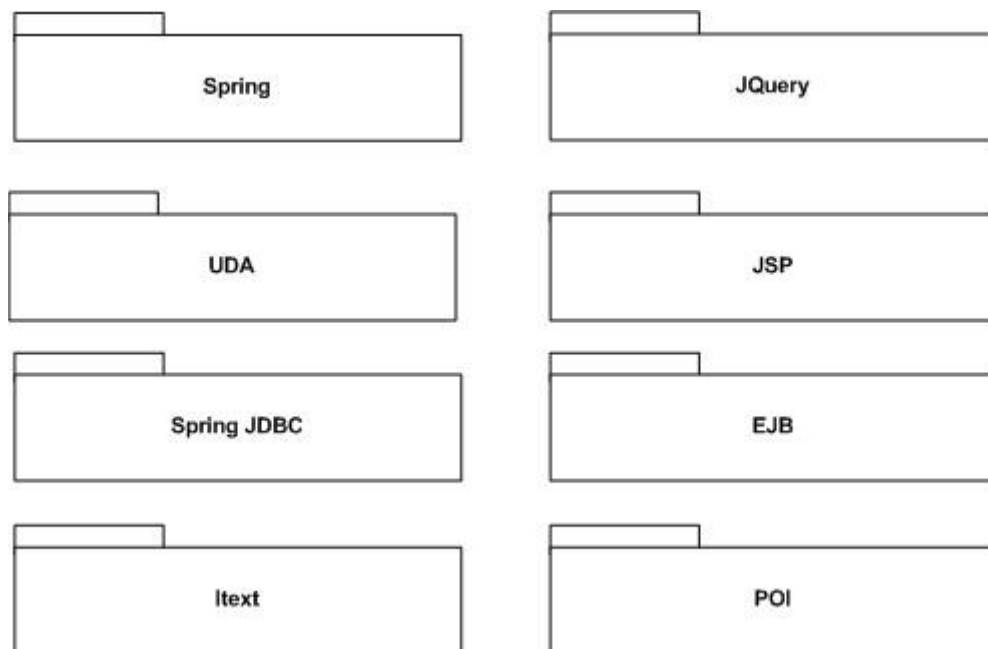 Spring
JQuery
UDA
JSP
Spring JDBC
EJB
Itext
POI